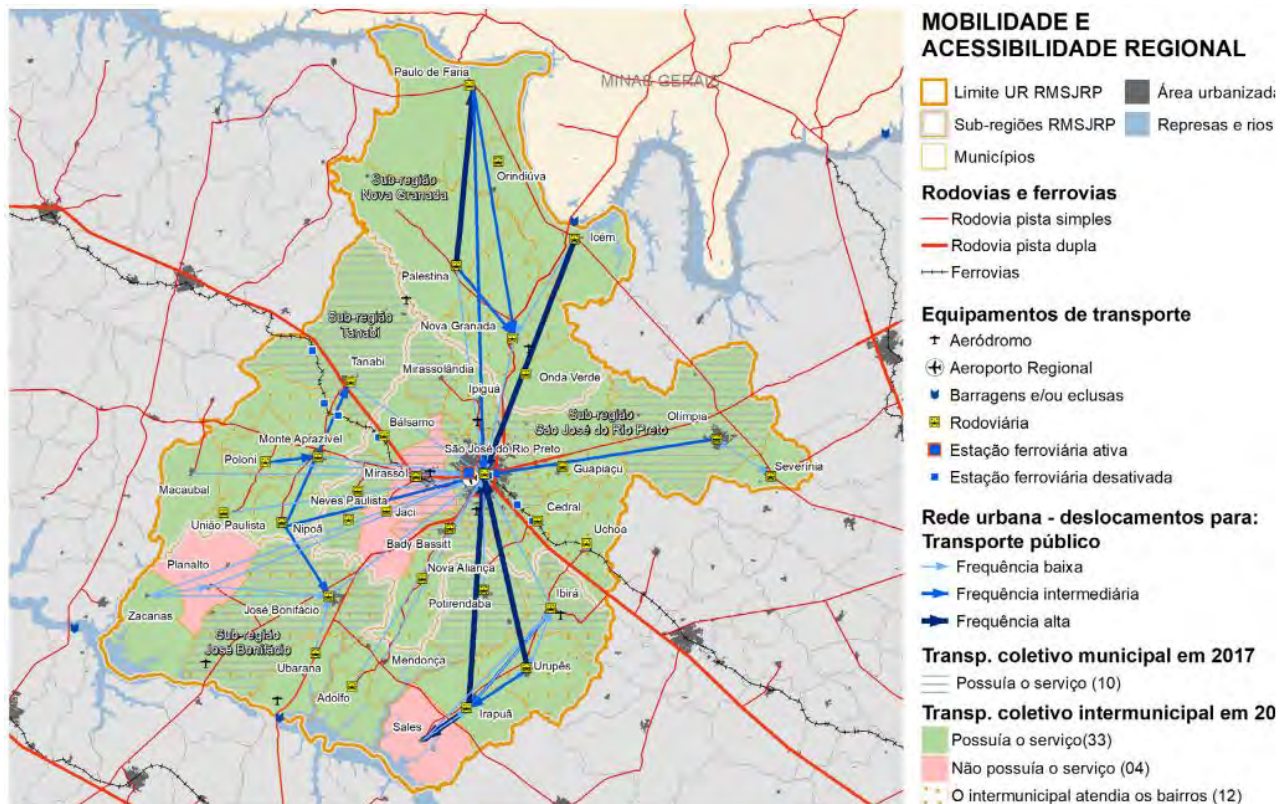 MOBILIDADE E
ACESSIBILIDADE REGIONAL
Limite UR RMSJRP
Área urbanizada
Sub-regiões RMSJRP
Represas e rios
Municípios
Rodovias e ferrovias
Rodovia pista simples
Rodovia pista dupla
Ferrovias
Equipamentos de transporte
Aeródromo
Aeroporto Regional
Barragens e/ou eclusas
Rodoviária
Estação ferroviária ativa
Estação ferroviária desativada
Rede urbana - deslocamentos para:
Transporte público
Frequência baixa
Frequência intermediária
Frequência alta
Transp. coletivo municipal em 2017
Possuía o serviço (10)
Transp. coletivo intermunicipal em 20
Possuía o serviço(33)
Não possuía o serviço (04)
O intermunicipal atendia os bairros (12)
Paulo de Faria
MINAS GERAIS
Orindiúva
Sub-região
Nova Granada
Icém
Palestina
Nova Granada
Sub-região
Tanabi
Tanabi
Mirassolândia
Ipiguá
Onda Verde
Sub-região
São José do Rio Preto
Olímpia
Bálsamo
Monte Aprazível
São José do Rio Preto
Poloni
Mirassol
Guapiaçu
Severínia
Macaubal
Neves Paulista
União Paulista
Nipoã
Jaci
Cedral
Uchoa
Bady Bassitt
Planalto
Nova Aliança
Ibirá
Potirendaba
José Bonifácio
Zacarias
Sub-região
José Bonifácio
Ubarana
Mendonça
Urupês
Adolfo
Sales
Irapuã